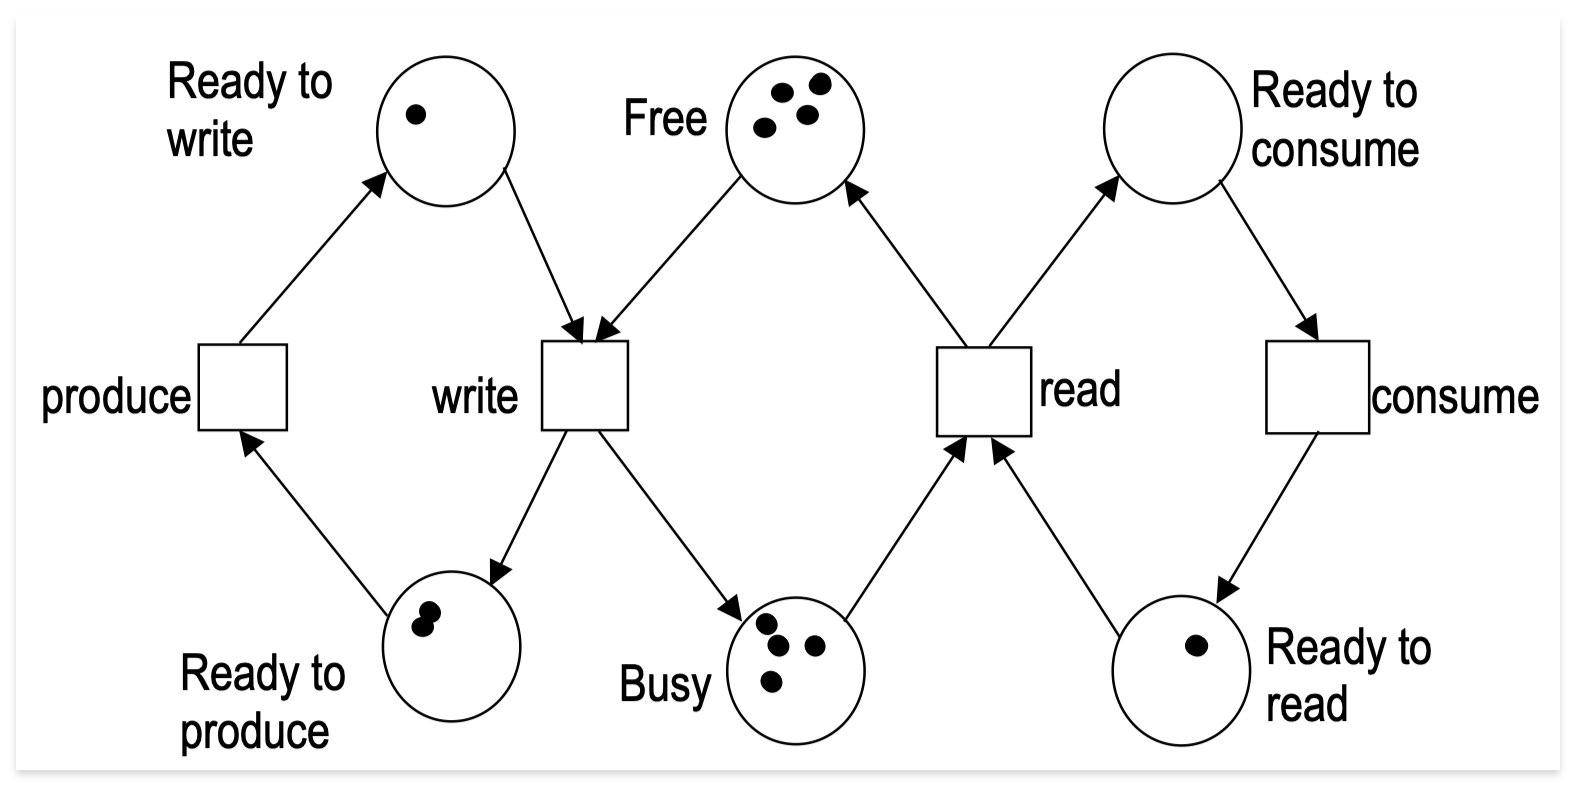 Ready to
write
Free
Ready to
consume
produce
write
read
consume
Ready to
produce
Busy
Ready to
read